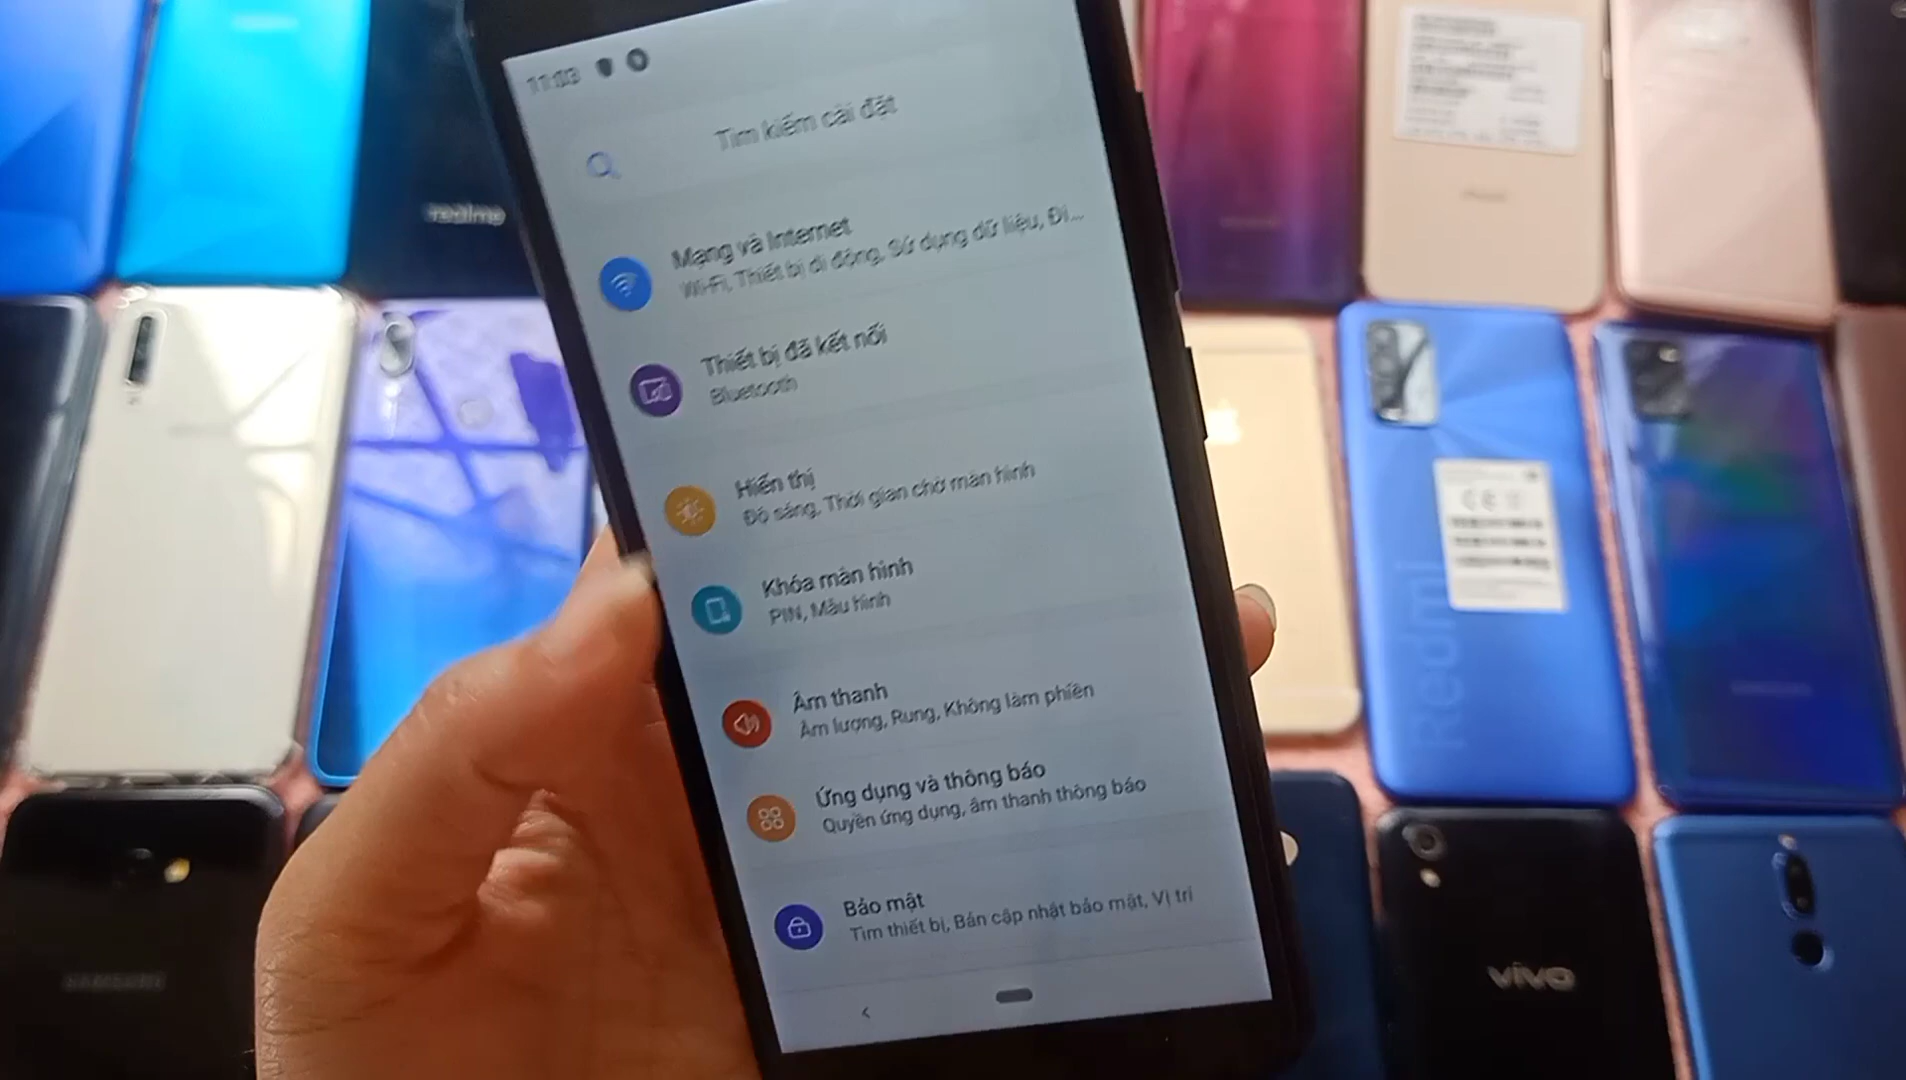 11:03
Tìm kiếm cài đặt
Mạng và Internet
Wi-Fi, Thiết bị di động, Sử dụng dữ liệu, Đi...
Thiết bị đã kết nối
Bluetooth
Hiển thị
Độ sáng, Thời gian chờ màn hình
Khóa màn hình
PIN, Mẫu hình
Âm thanh
Âm lượng, Rung, Không làm phiền
Ứng dụng và thông báo
Quyền ứng dụng, âm thanh thông báo
Bảo mật
Tìm thiết bị, Bản cập nhật bảo mật, Vị trí
realme
Redmi
SAMSUNG
vivo